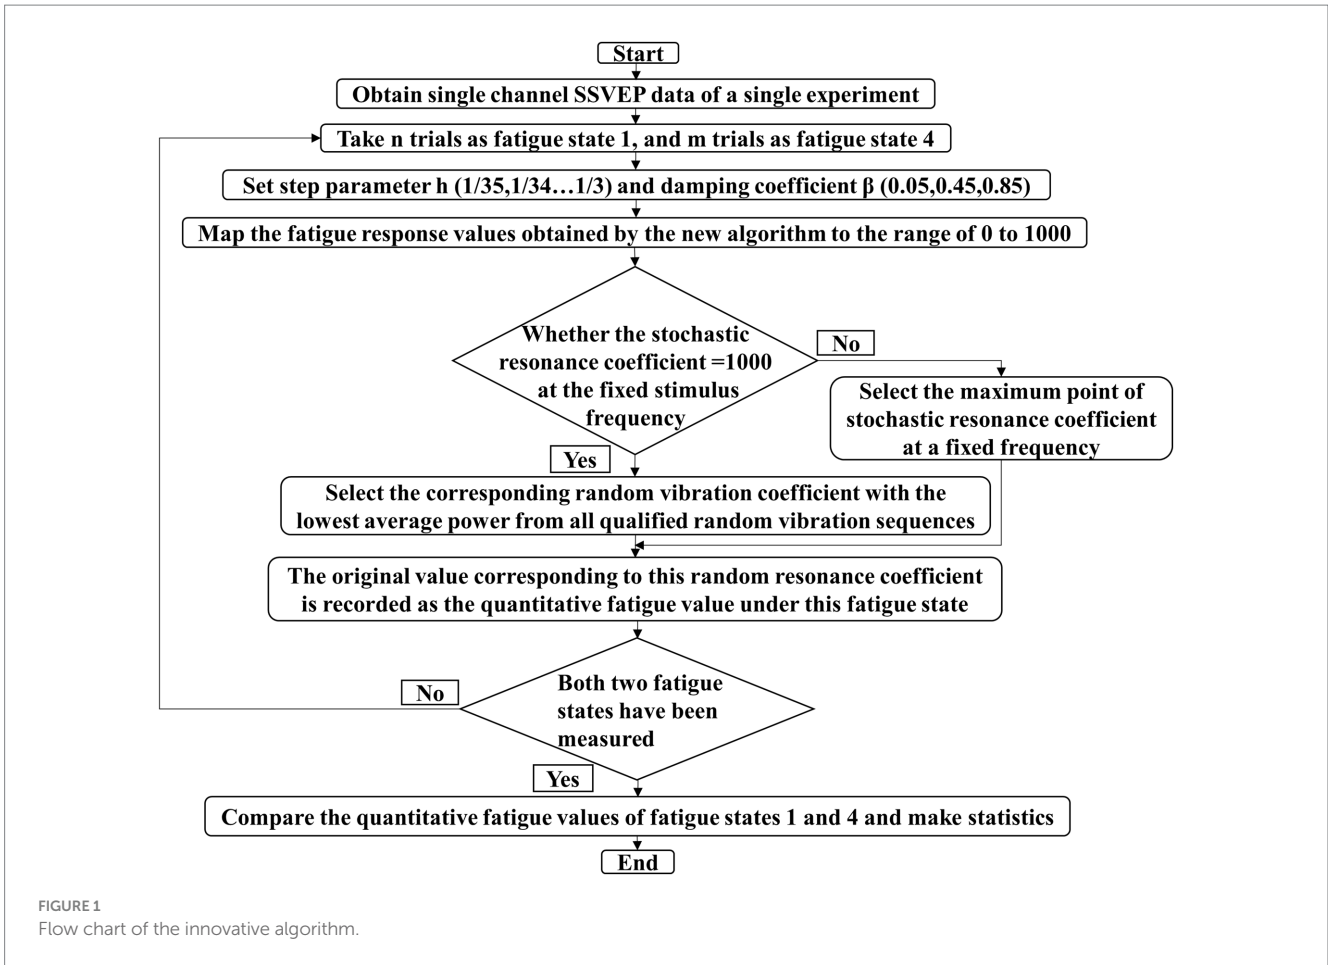 Start
Obtain single channel SSVEP data of a single experiment
Take n trials as fatigue state 1, and m trials as fatigue state 4
Set step parameter h (1/35,1/34…1/3) and damping coefficient β (0.05,0.45,0.85)
Map the fatigue response values obtained by the new algorithm to the range of 0 to 1000
Whether the stochastic
resonance coefficient =1000
at the fixed stimulus
frequency
No
Select the maximum point of
stochastic resonance coefficient
at a fixed frequency
Yes
Select the corresponding random vibration coefficient with the
lowest average power from all qualified random vibration sequences
The original value corresponding to this random resonance coefficient
is recorded as the quantitative fatigue value under this fatigue state
Both two fatigue
states have been
measured
No
Yes
Compare the quantitative fatigue values of fatigue states 1 and 4 and make statistics
End
FIGURE 1
Flow chart of the innovative algorithm.